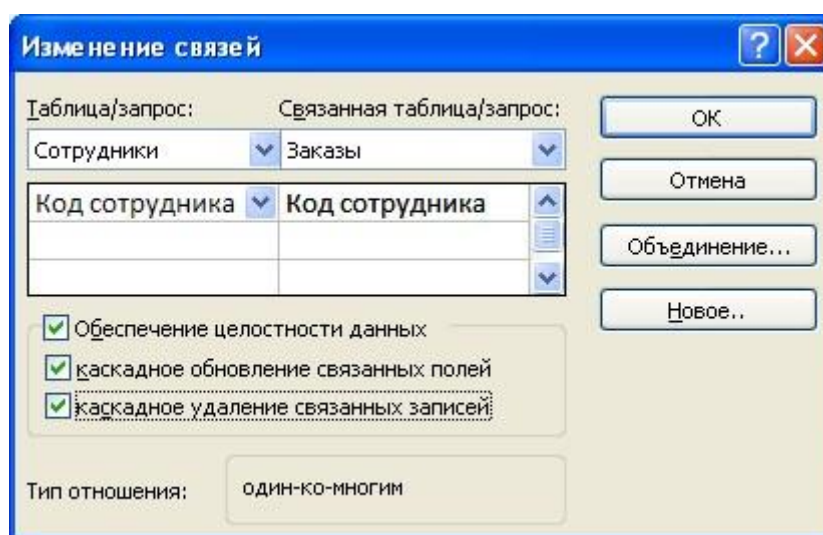 Изменение связей
Таблица/запрос: Связанная таблица/запрос:
Сотрудники Заказы
Код сотрудника Код сотрудника
Обеспечение целостности данных
каскадное обновление связанных полей
каскадное удаление связанных записей
Тип отношения: один-ко-многим
ОК
Отмена
Объединение...
Новое..